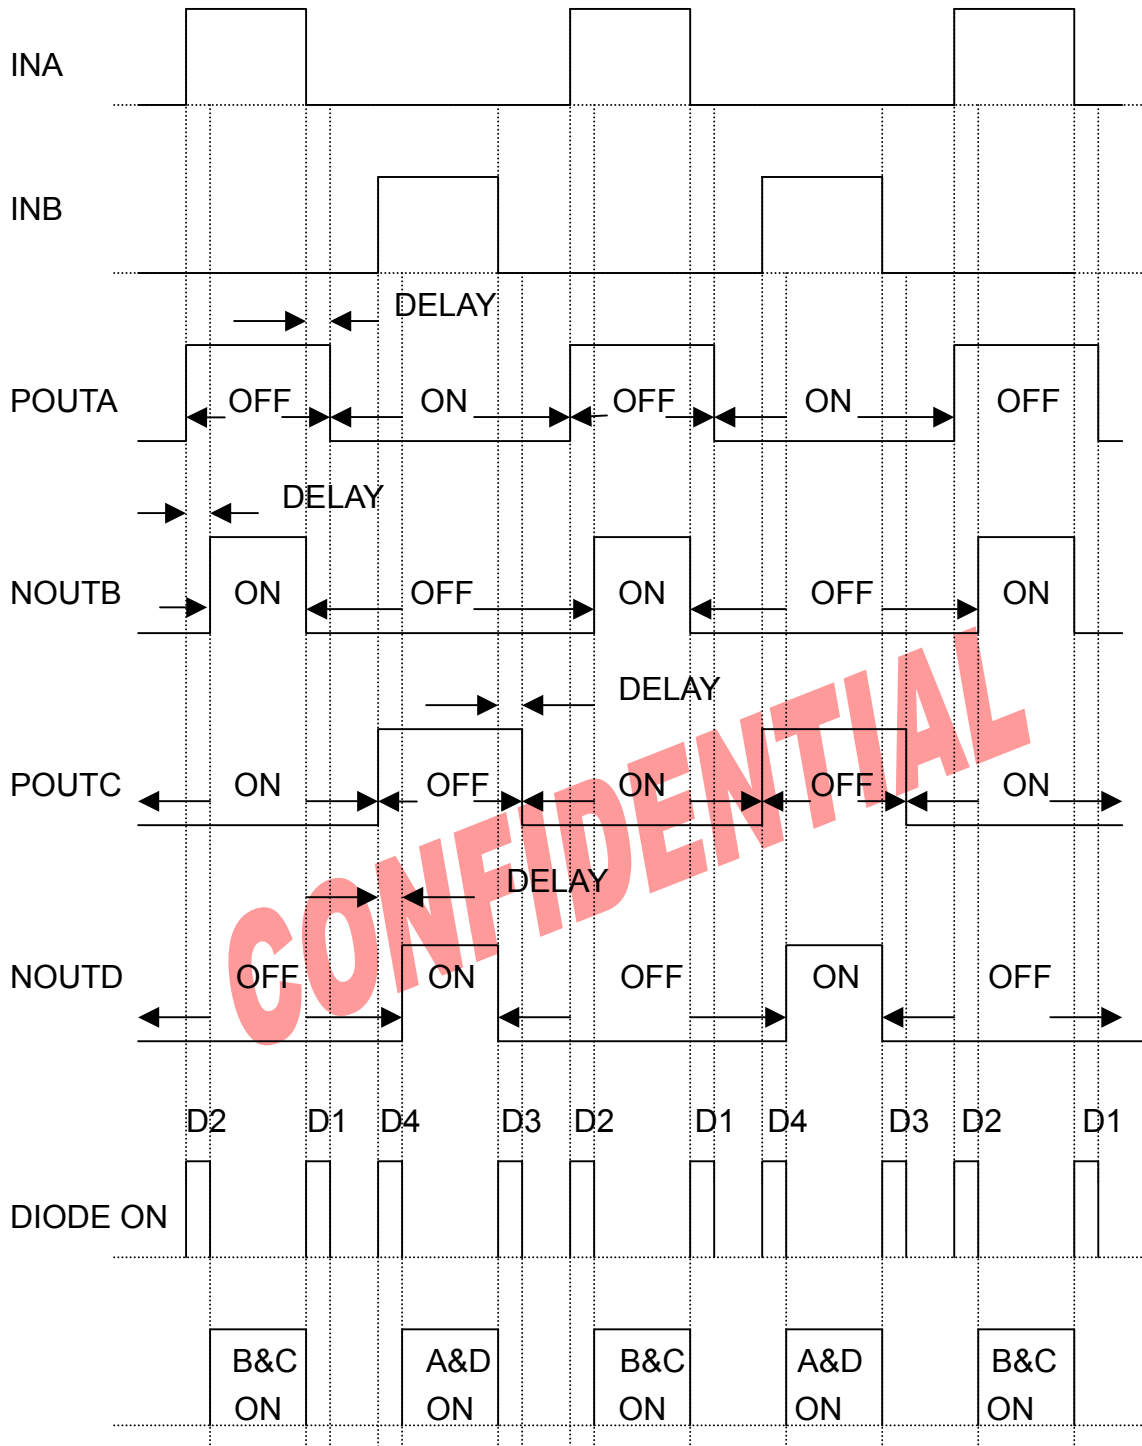 INA
INB
DELAY
POUTA OFF ON OFF ON OFF
DELAY
NOUTB ON OFF ON OFF ON
DELAY
POUTC ON OFF ON OFF ON
DELAY
NOUTD OFF ON OFF ON OFF
CONFIDENTIAL
D2 D1 D4 D3 D2 D1 D4 D3 D2 D1
DIODE ON
B&C A&D B&C A&D B&C
ON ON ON ON ON